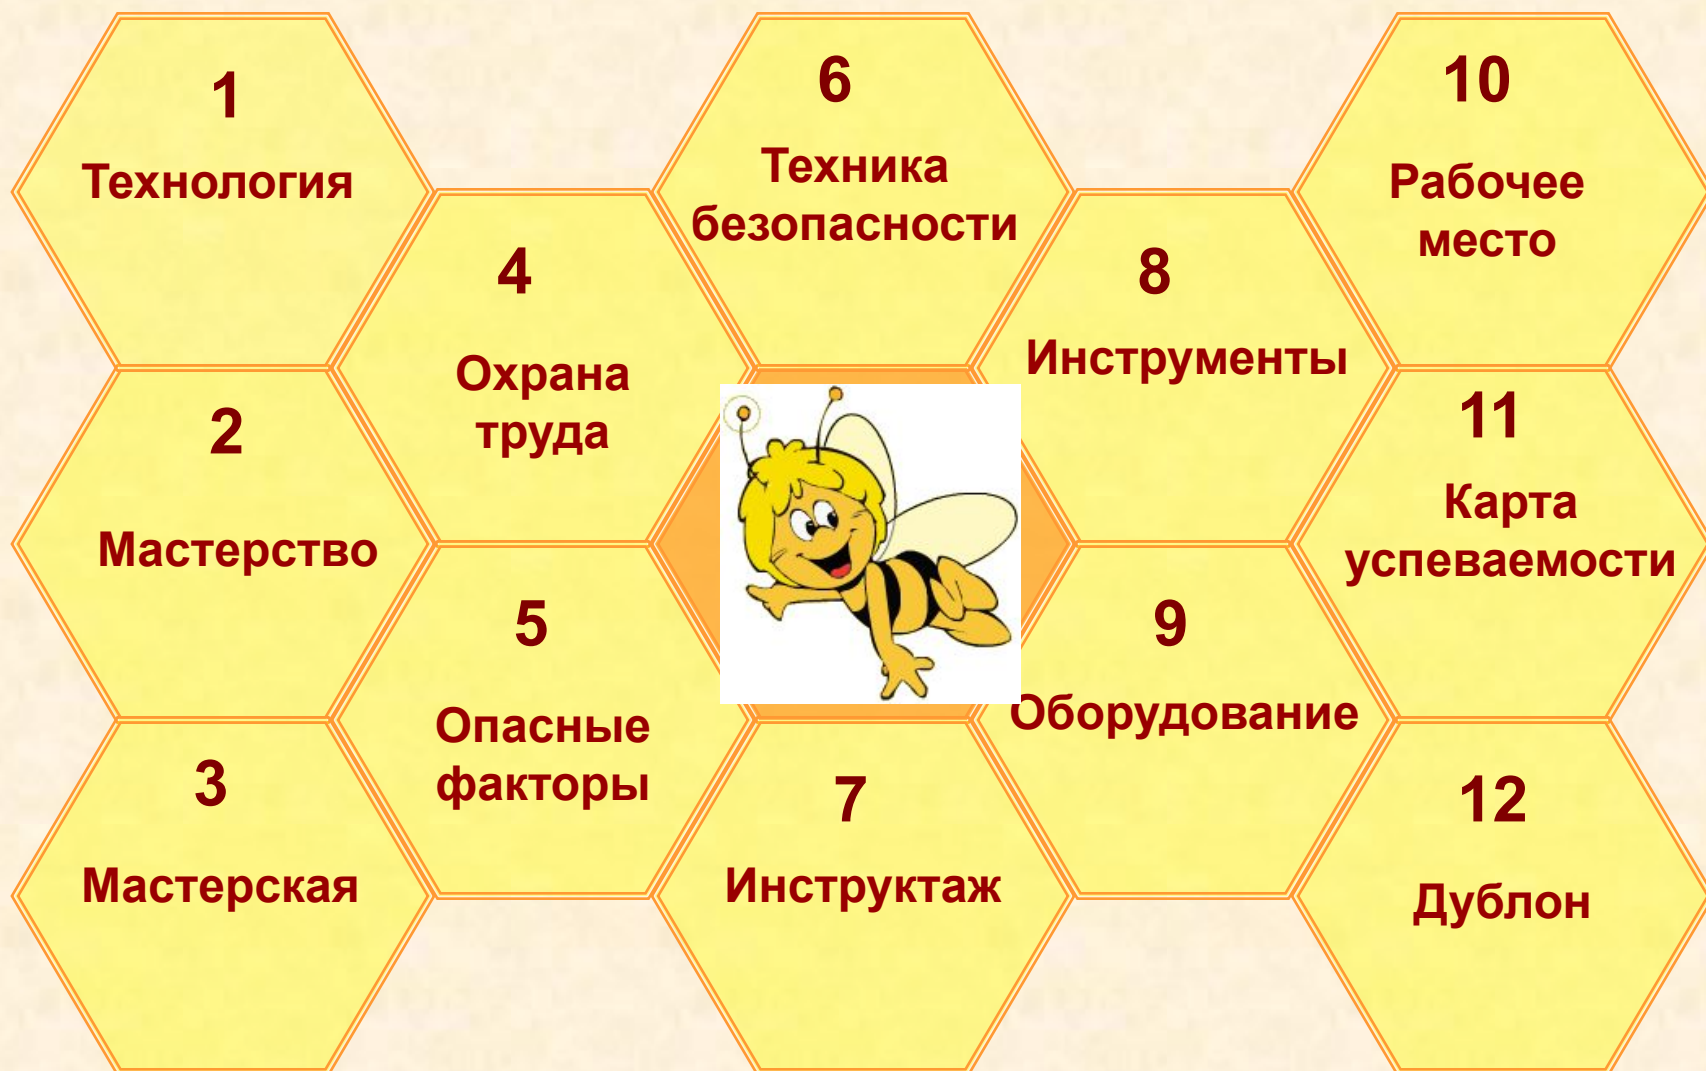 1
Технология
2
Мастерство
3
Мастерская
4
Охрана
труда
5
Опасные
факторы
6
Техника
безопасности
7
Инструктаж
8
Инструменты
9
Оборудование
10
Рабочее
место
11
Карта
успеваемости
12
Дублон